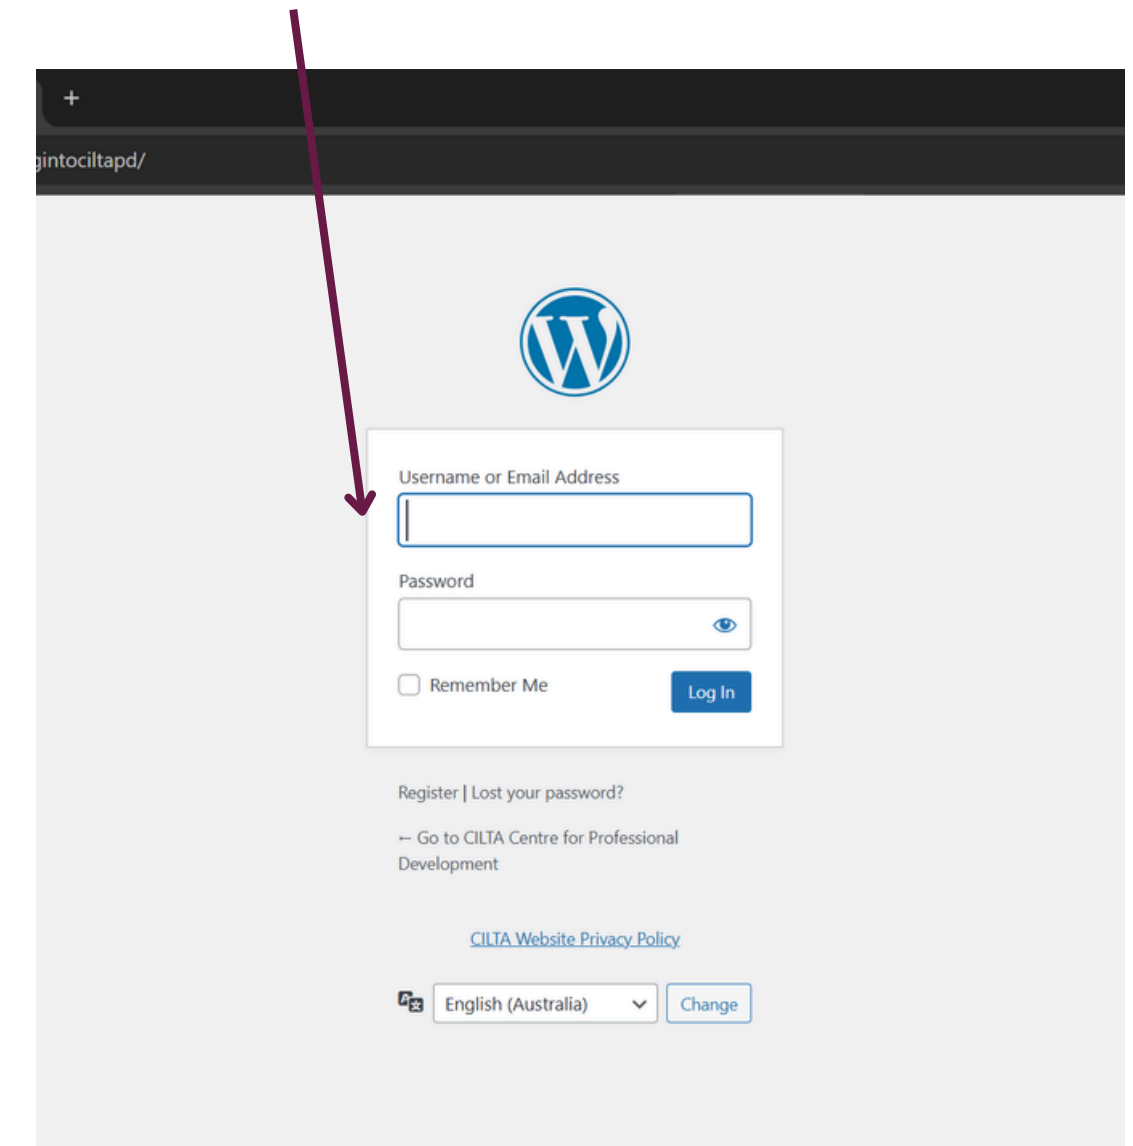 +
gintociltapd/
Username or Email Address
Password
Remember Me
Log In
Register | Lost your password?
← Go to CILTA Centre for Professional
Development
CILTA Website Privacy Policy
English (Australia)
Change